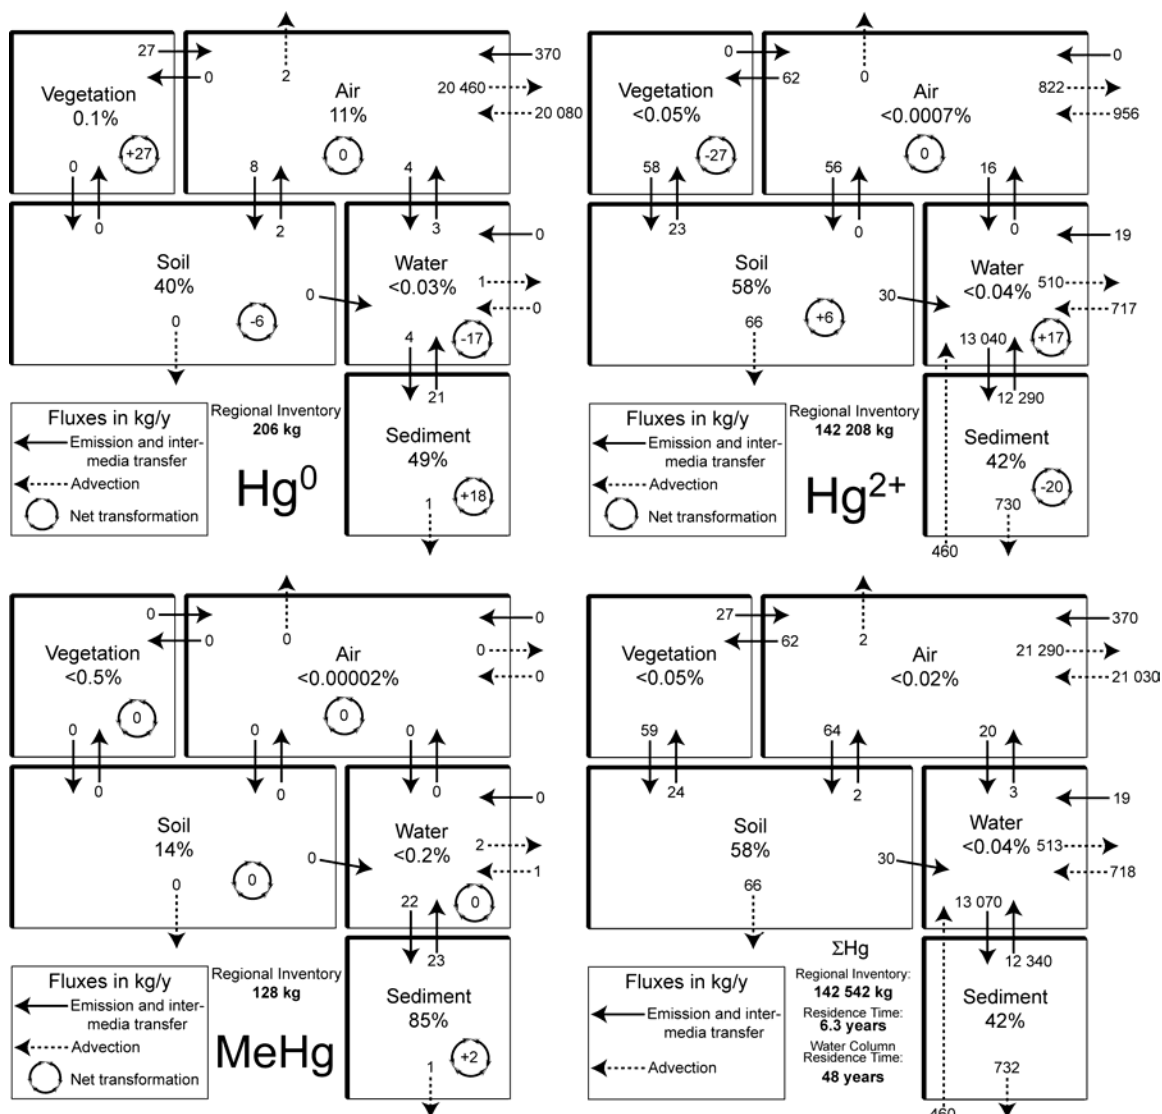 27
0
Vegetation
0.1%
+27
0
0
2
Air
11%
0
370
20 460
20 080
8
2
4
3
Soil
40%
-6
0
0
Water
<0.03%
0
1
0
-17
4
21
Sediment
49%
+18
1
Fluxes in kg/y
Emission and inter-
media transfer
Advection
Net transformation
Regional Inventory
206 kg
Hg⁰
0
62
Vegetation
<0.05%
-27
58
23
0
Air
<0.0007%
0
0
822
956
56
0
16
0
Soil
58%
+6
66
30
Water
<0.04%
19
510
717
+17
13 040
12 290
Sediment
42%
-20
730
460
Fluxes in kg/y
Emission and inter-
media transfer
Advection
Net transformation
Regional Inventory
142 208 kg
Hg²⁺
0
0
Vegetation
<0.5%
0
0
0
0
Air
<0.00002%
0
0
0
0
0
0
0
0
Soil
14%
0
0
0
Water
<0.2%
0
2
1
0
22
23
Sediment
85%
+2
1
Fluxes in kg/y
Emission and inter-
media transfer
Advection
Net transformation
Regional Inventory
128 kg
MeHg
27
62
Vegetation
<0.05%
59
24
2
Air
<0.02%
370
21 290
21 030
64
2
20
3
Soil
58%
66
30
Water
<0.04%
19
513
718
13 070
12 340
Sediment
42%
732
460
Fluxes in kg/y
Emission and inter-
media transfer
Advection
ΣHg
Regional Inventory:
142 542 kg
Residence Time:
6.3 years
Water Column
Residence Time:
48 years